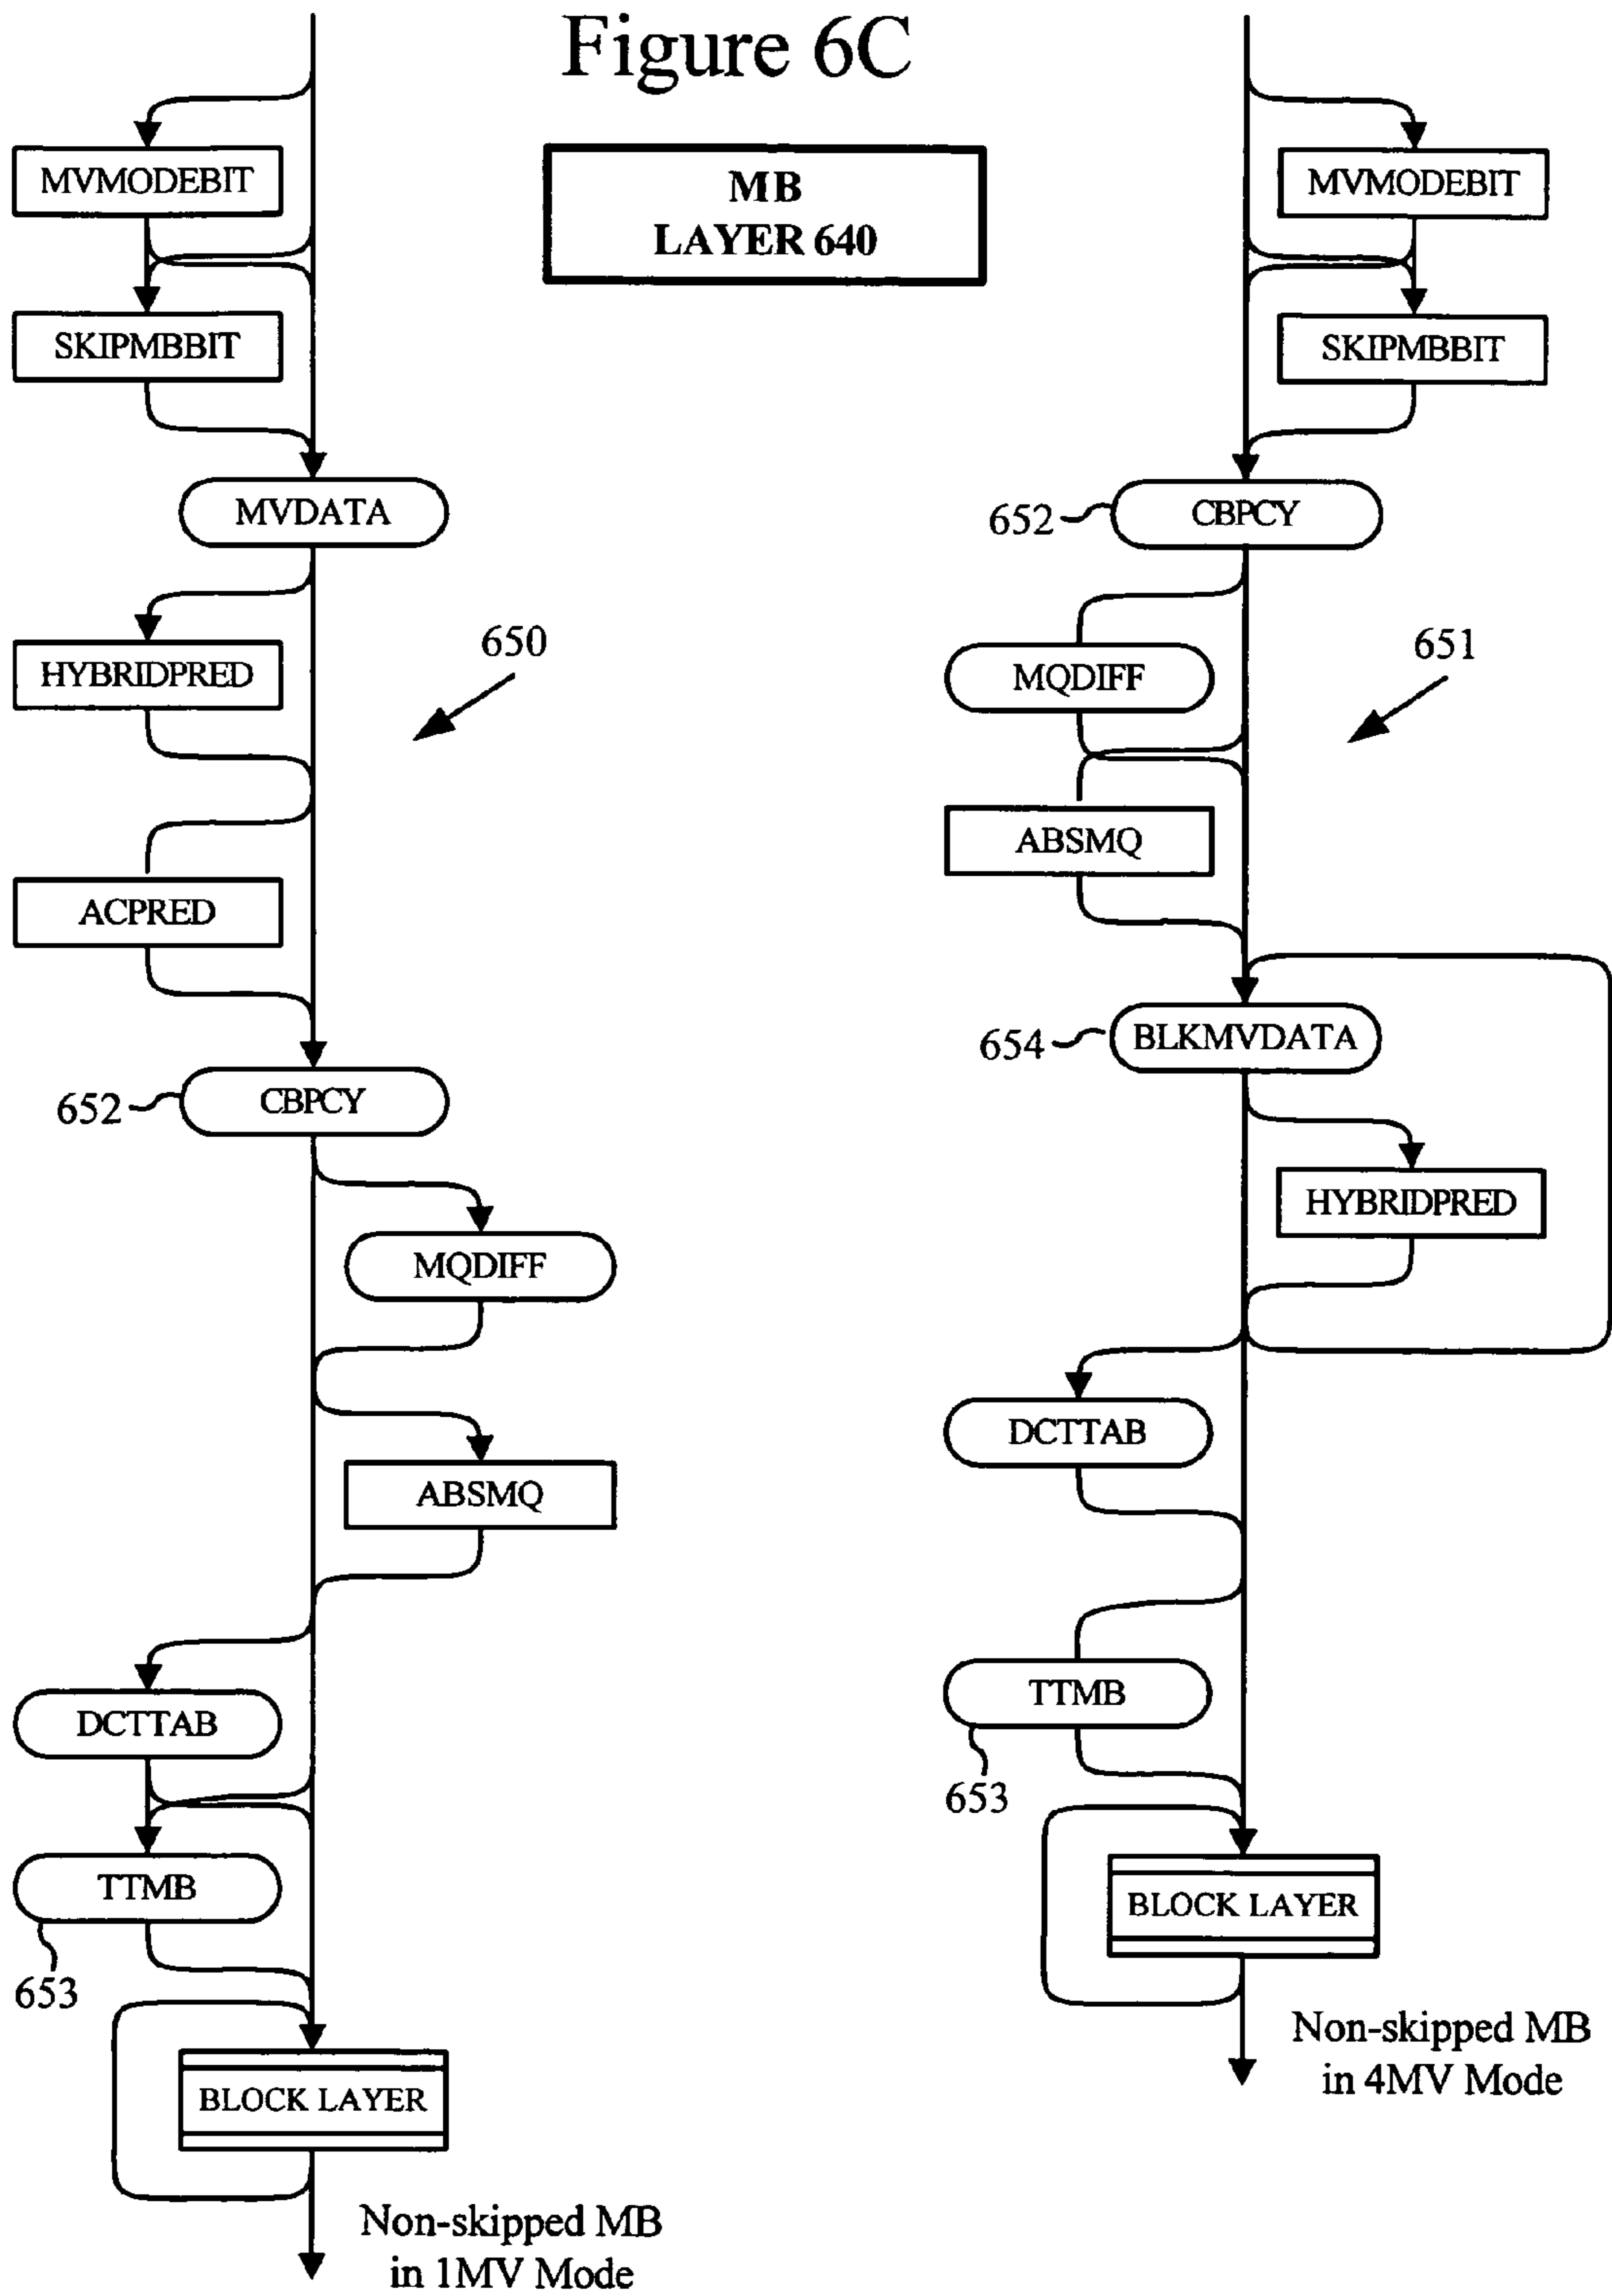 Figure 6C
MB
LAYER 640
MVMODEBIT
SKIPMBBIT
MVDATA
HYBRIDPRED
650
ACPRED
652
CBPCY
MQDIFF
ABSMQ
DCTTAB
TTMB
653
BLOCK LAYER
Non-skipped MB
in 1MV Mode
MVMODEBIT
SKIPMBBIT
652
CBPCY
MQDIFF
651
ABSMQ
654
BLKMVDATA
HYBRIDPRED
DCTTAB
TTMB
653
BLOCK LAYER
Non-skipped MB
in 4MV Mode